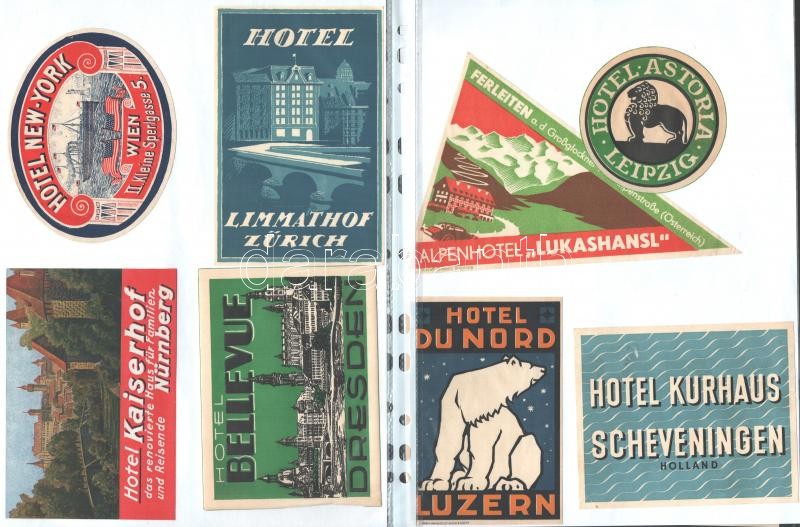 HOTEL NEW-YORK
WIEN
II. Kleine Sperlgasse 5.
HOTEL
LIMMATHOF
ZÜRICH
FERLEITEN a. d. Großglockner
straße (Österreich)
ALPENHOTEL „LUKASHANSL"
HOTEL · ASTORIA
LEIPZIG
Hotel Kaiserhof
Nürnberg
das renovierte Haus für Familien
und Reisende
HOTEL
BELLEVUE
DRESDEN
HOTEL
DU NORD
LUZERN
HOTEL KURHAUS
SCHEVENINGEN
HOLLAND